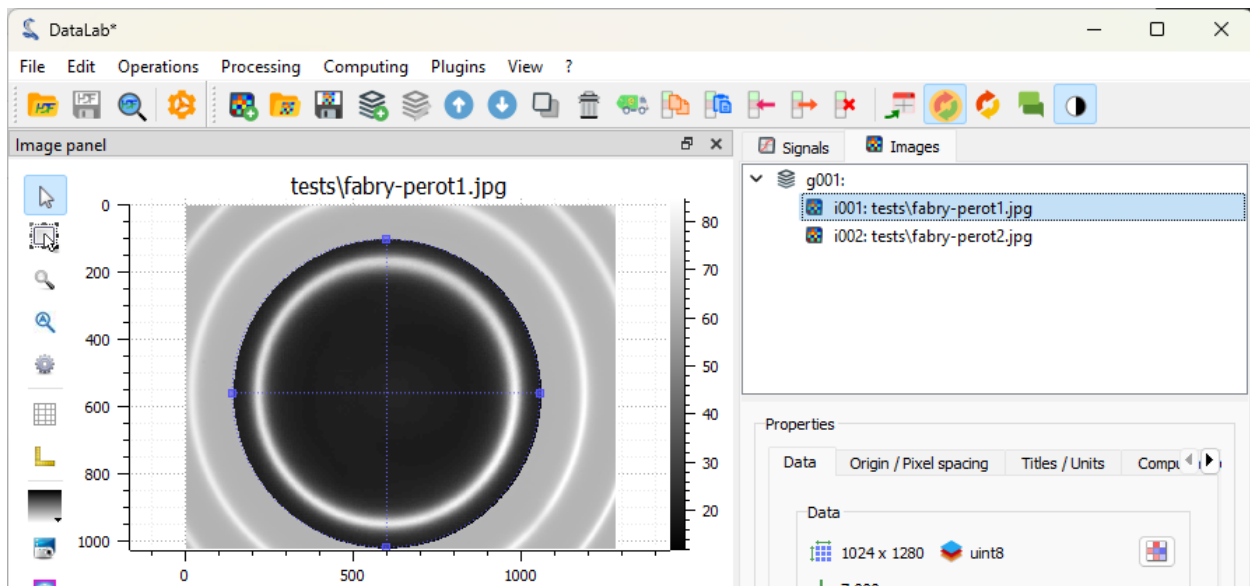 DataLab*
File Edit Operations Processing Computing Plugins View ?
Image panel
Signals Images
tests\fabry-perot1.jpg
g001:
i001: tests\fabry-perot1.jpg
i002: tests\fabry-perot2.jpg
0
200
400
600
800
1000
0 500 1000
80
70
60
50
40
30
20
Properties
Data Origin / Pixel spacing Titles / Units
Data
1024 x 1280 uint8